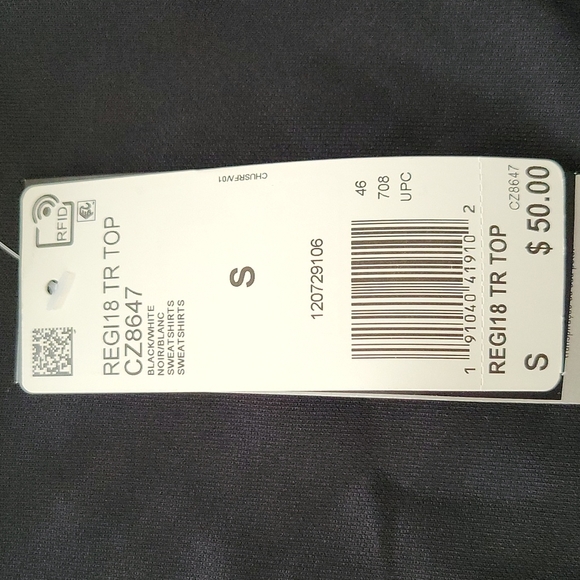 RFID
REGI18 TR TOP
CZ8647
BLACK/WHITE
NOIR/BLANC
SWEATSHIRTS
SWEATSHIRTS
CHUSRF/V01
S
120729106
46
708
UPC
1 91040 41910 2
REGI18 TR TOP
CZ8647
S
$ 50.00